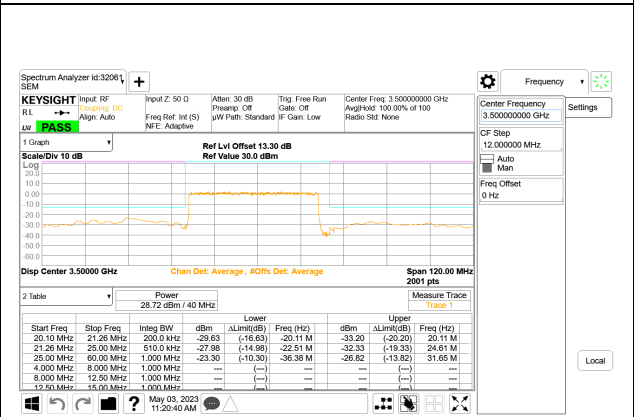 Spectrum Analyzer id:32061
SEM
Frequency
KEYSIGHT Input: RF Input Z: 50 Ω Atten: 30 dB Trig: Free Run Center Freq: 3.500000000 GHz
RL Coupling: DC Preamp: Off Gate: Off Avg|Hold: 100.00% of 100
Align: Auto Freq Ref: Int (S) µW Path: Standard IF Gain: Low Radio Std: None
LXI PASS NFE: Adaptive
Center Frequency
3.500000000 GHz
Settings
CF Step
12.000000 MHz
Auto
Man
Freq Offset
0 Hz
1 Graph
Ref Lvl Offset 13.30 dB
Scale/Div 10 dB Ref Value 30.0 dBm
Log
20.0
10.0
0.00
-10.0
-20.0
-30.0
-40.0
-50.0
-60.0
Disp Center 3.50000 GHz Chan Det: Average, #Offs Det: Average Span 120.00 MHz
2001 pts
2 Table Power Measure Trace
28.72 dBm / 40 MHz Trace 1
Lower Upper
Start Freq Stop Freq Integ BW dBm ΔLimit(dB) Freq (Hz) dBm ΔLimit(dB) Freq (Hz)
20.10 MHz 21.26 MHz 200.0 kHz -29.63 (-16.63) -20.11 M -33.20 (-20.20) 20.11 M
21.26 MHz 25.00 MHz 510.0 kHz -27.98 (-14.98) -22.51 M -32.33 (-19.33) 24.61 M
25.00 MHz 60.00 MHz 1.000 MHz -23.30 (-10.30) -36.38 M -26.82 (-13.82) 31.65 M
4.000 MHz 8.000 MHz 1.000 MHz --- (---) --- --- (---) ---
8.000 MHz 12.50 MHz 1.000 MHz --- (---) --- --- (---) ---
12.50 MHz 15.00 MHz 1.000 MHz --- (---) --- --- (---) ---
Local
? May 03, 2023
11:20:40 AM